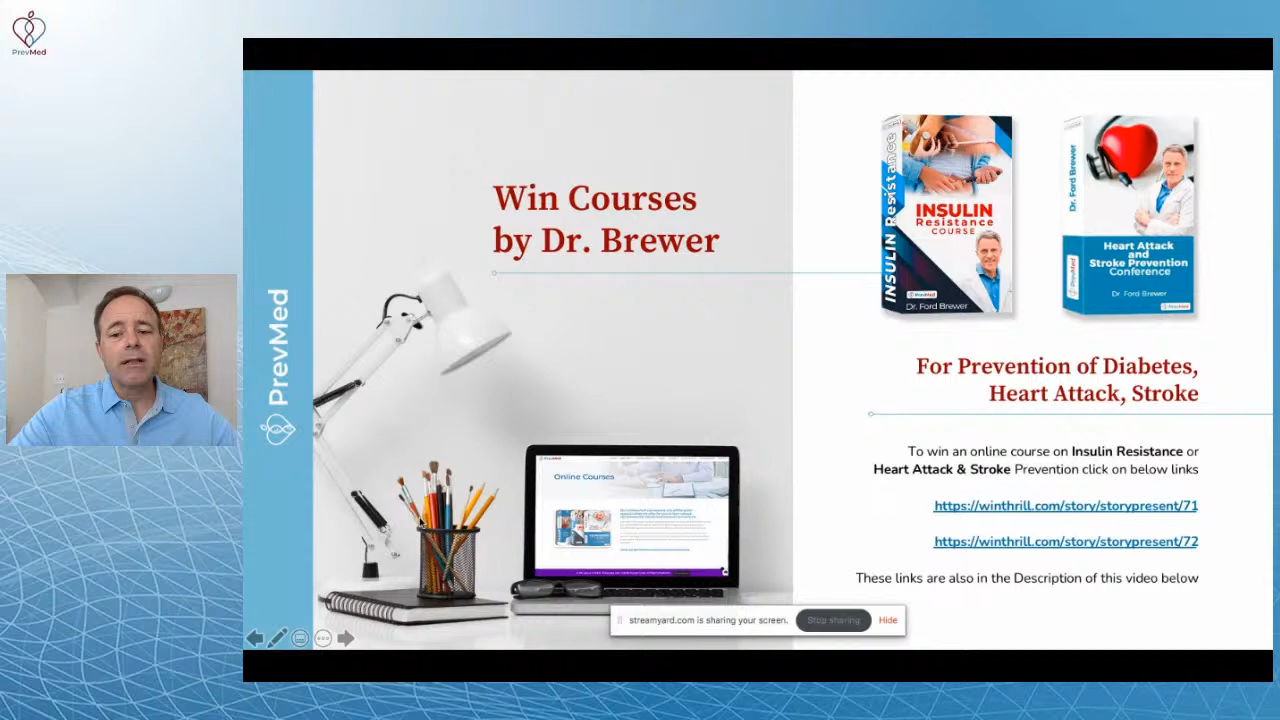 PrevMed
PrevMed
Win Courses
by Dr. Brewer
INSULIN Resistance
INSULIN
Resistance
COURSE
PrevMed
Dr. Ford Brewer
Dr. Ford Brewer
PrevMed
Heart Attack
and
Stroke Prevention
Conference
Dr. Ford Brewer
PrevMed
For Prevention of Diabetes,
Heart Attack, Stroke
To win an online course on Insulin Resistance or
Heart Attack & Stroke Prevention click on below links
https://winthrill.com/story/storypresent/71
https://winthrill.com/story/storypresent/72
These links are also in the Description of this video below
Online Courses
streamyard.com is sharing your screen.
Stop sharing
Hide